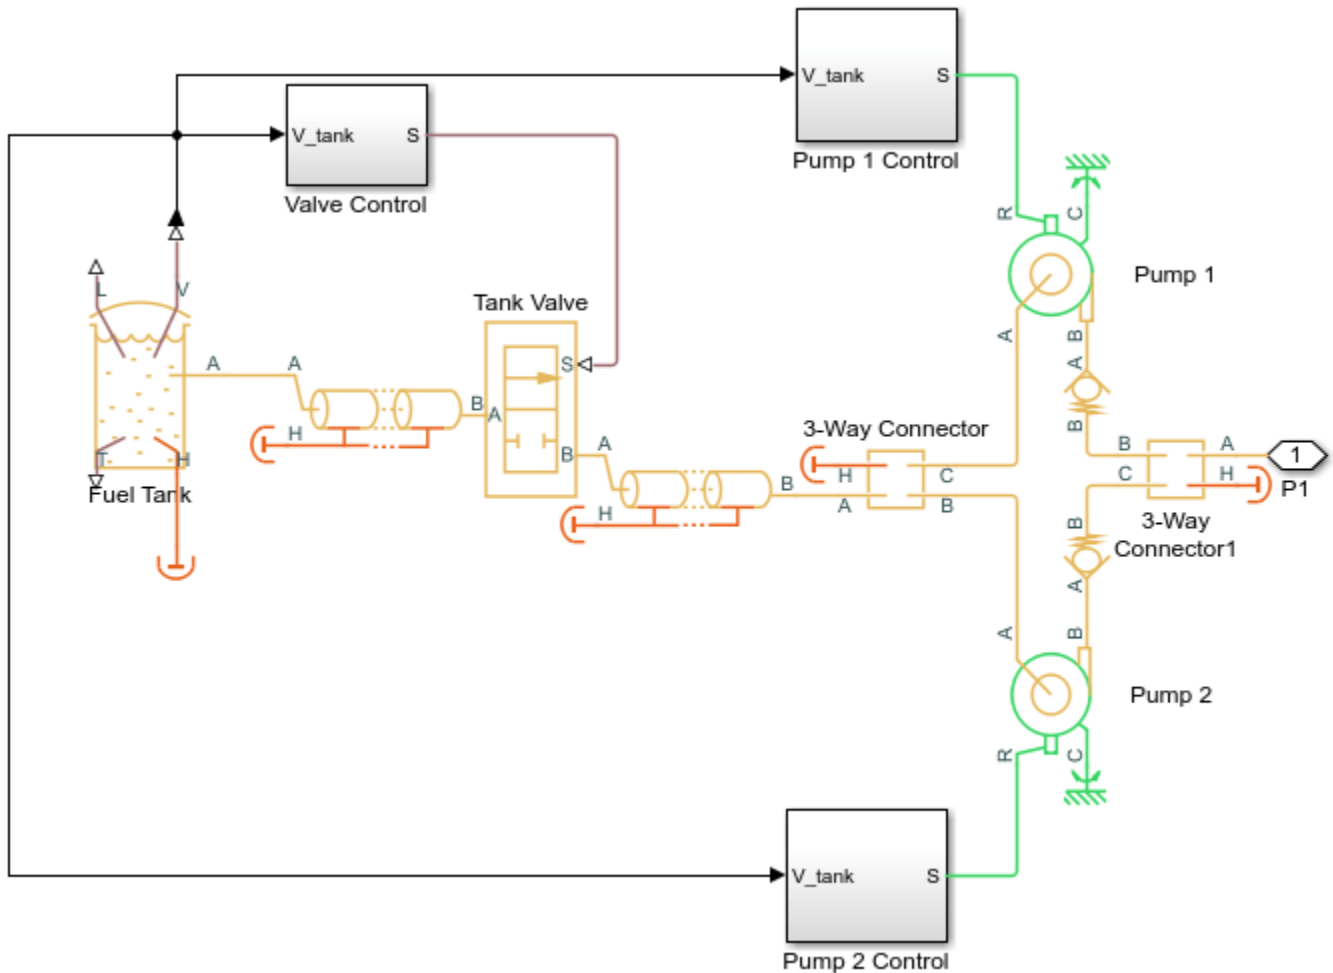 V_tank S
Pump 1 Control
V_tank S
Valve Control
R C
L V
Tank Valve
Pump 1
A B
A A
S
A
B A
H
B
3-Way Connector
B A
1
H C
B A
C H
P1
A B
B
H
A B
Fuel Tank
T H
B
3-Way
Connector1
A
A B
Pump 2
R C
V_tank S
Pump 2 Control